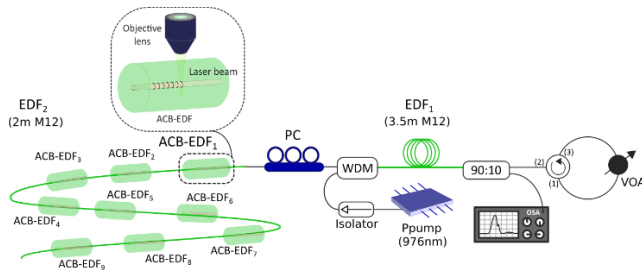 Objective
lens
Laser beam
ACB-EDF
EDF₂
(2m M12)
EDF₁
(3.5m M12)
ACB-EDF₁
PC
ACB-EDF₃
ACB-EDF₂
WDM
90:10
(2)
(3)
(1)
VOA
ACB-EDF₄
ACB-EDF₅
ACB-EDF₆
Isolator
Ppump
(976nm)
OSA
ACB-EDF₉
ACB-EDF₈
ACB-EDF₇